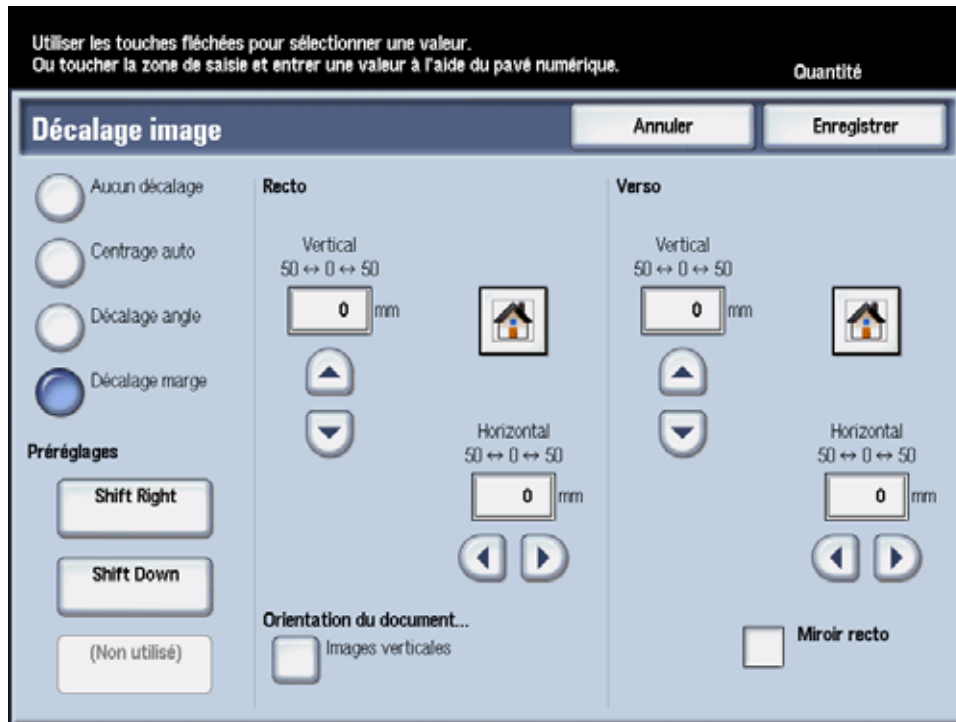 Utiliser les touches fléchées pour sélectionner une valeur.
Ou toucher la zone de saisie et entrer une valeur à l'aide du pavé numérique.
Quantité
Décalage image
Annuler
Enregistrer
Aucun décalage
Centrage auto
Décalage angle
Décalage marge
Préréglages
Shift Right
Shift Down
(Non utilisé)
Recto
Vertical
50 ↔ 0 ↔ 50
0 mm
Horizontal
50 ↔ 0 ↔ 50
0 mm
Orientation du document...
Images verticales
Verso
Vertical
50 ↔ 0 ↔ 50
0 mm
Horizontal
50 ↔ 0 ↔ 50
0 mm
Miroir recto